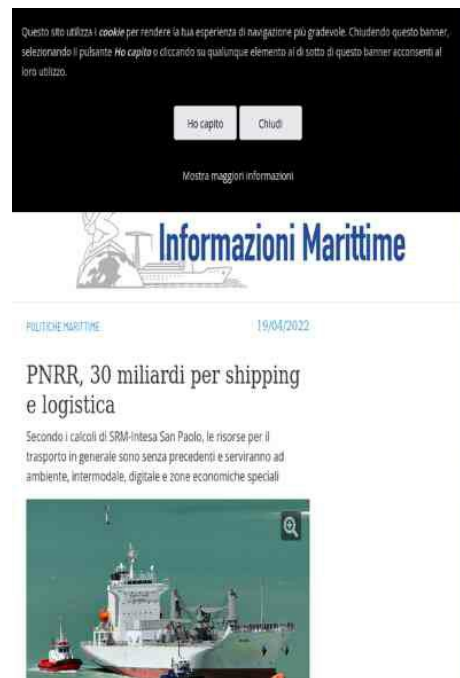 Questo sito utilizza i cookie per rendere la tua esperienza di navigazione più gradevole. Chiudendo questo banner,
selezionando il pulsante Ho capito o cliccando su qualunque elemento al di sotto di questo banner acconsenti al
loro utilizzo.
Ho capito
Chiudi
Mostra maggiori informazioni
Informazioni Marittime
POLITICHE MARITTIME
19/04/2022
PNRR, 30 miliardi per shipping
e logistica
Secondo i calcoli di SRM-Intesa San Paolo, le risorse per il
trasporto in generale sono senza precedenti e serviranno ad
ambiente, intermodale, digitale e zone economiche speciali